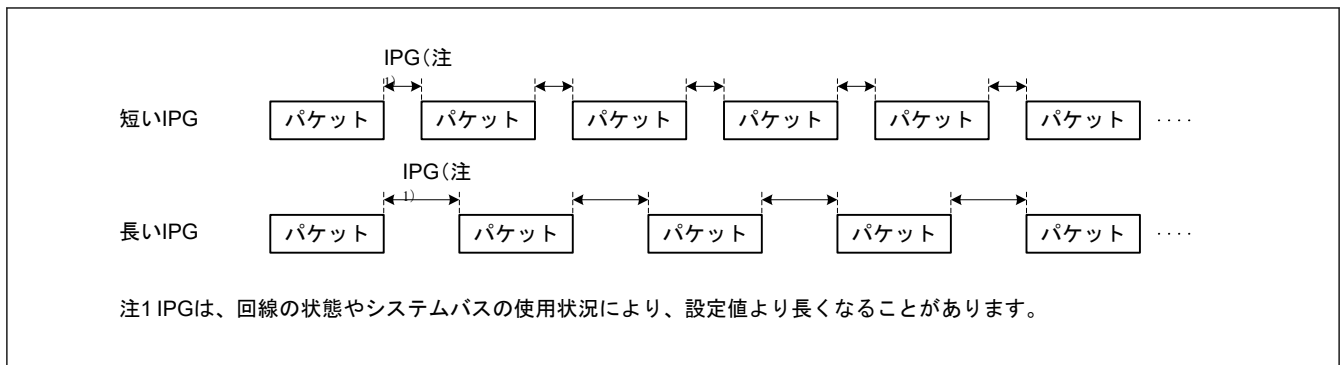 IPG(注
1)
短いIPG パケット パケット パケット パケット パケット パケット ....
IPG(注
1)
長いIPG パケット パケット パケット パケット パケット ....
注1 IPGは、回線の状態やシステムバスの使用状況により、設定値より長くなることがあります。